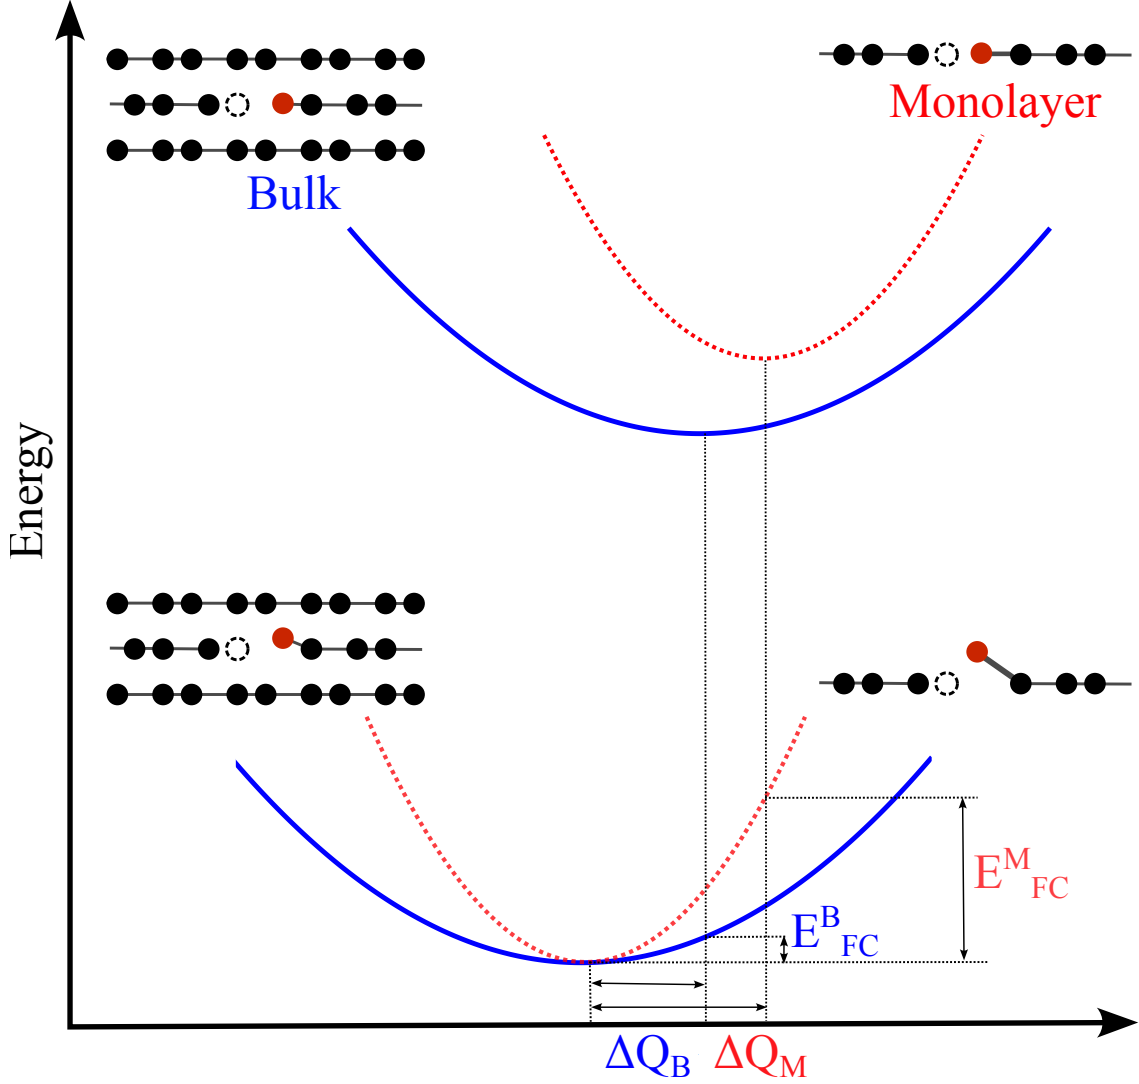 Monolayer
Bulk
Energy
E^M_FC
E^B_FC
ΔQ_B ΔQ_M